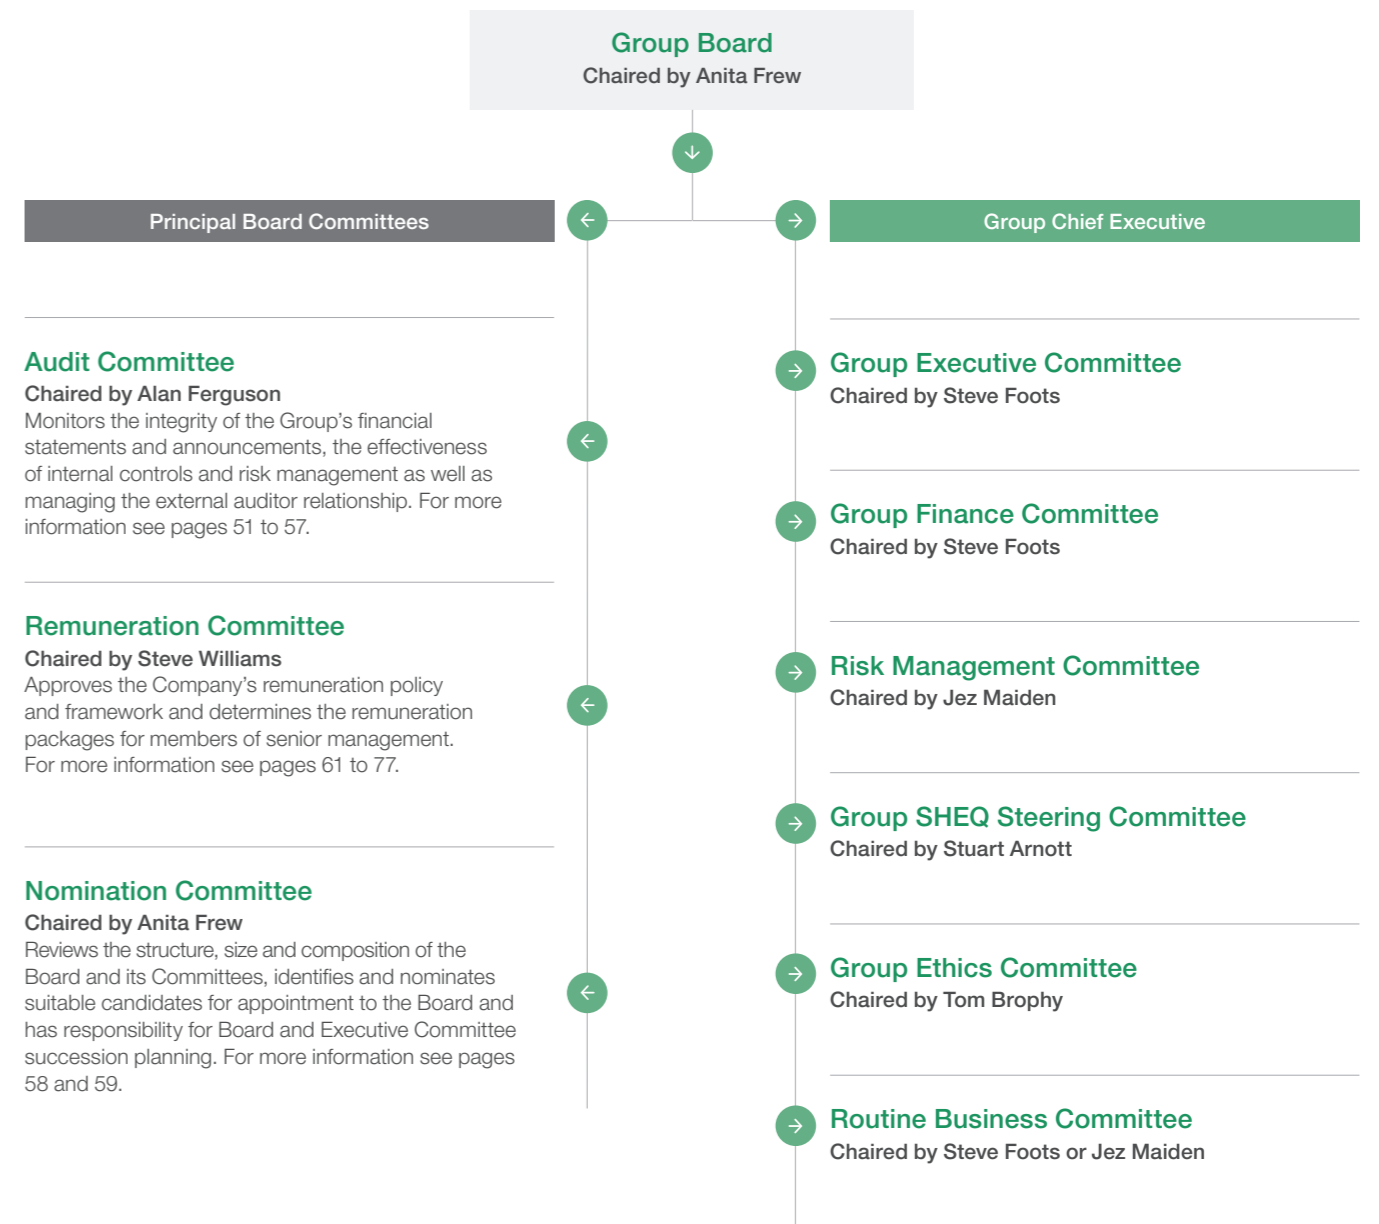 Group Board
Chaired by Anita Frew
Principal Board Committees
Group Chief Executive
Audit Committee
Chaired by Alan Ferguson
Monitors the integrity of the Group’s financial
statements and announcements, the effectiveness
of internal controls and risk management as well as
managing the external auditor relationship. For more
information see pages 51 to 57.
Remuneration Committee
Chaired by Steve Williams
Approves the Company’s remuneration policy
and framework and determines the remuneration
packages for members of senior management.
For more information see pages 61 to 77.
Nomination Committee
Chaired by Anita Frew
Reviews the structure, size and composition of the
Board and its Committees, identifies and nominates
suitable candidates for appointment to the Board and
has responsibility for Board and Executive Committee
succession planning. For more information see pages
58 and 59.
Group Executive Committee
Chaired by Steve Foots
Group Finance Committee
Chaired by Steve Foots
Risk Management Committee
Chaired by Jez Maiden
Group SHEQ Steering Committee
Chaired by Stuart Arnott
Group Ethics Committee
Chaired by Tom Brophy
Routine Business Committee
Chaired by Steve Foots or Jez Maiden